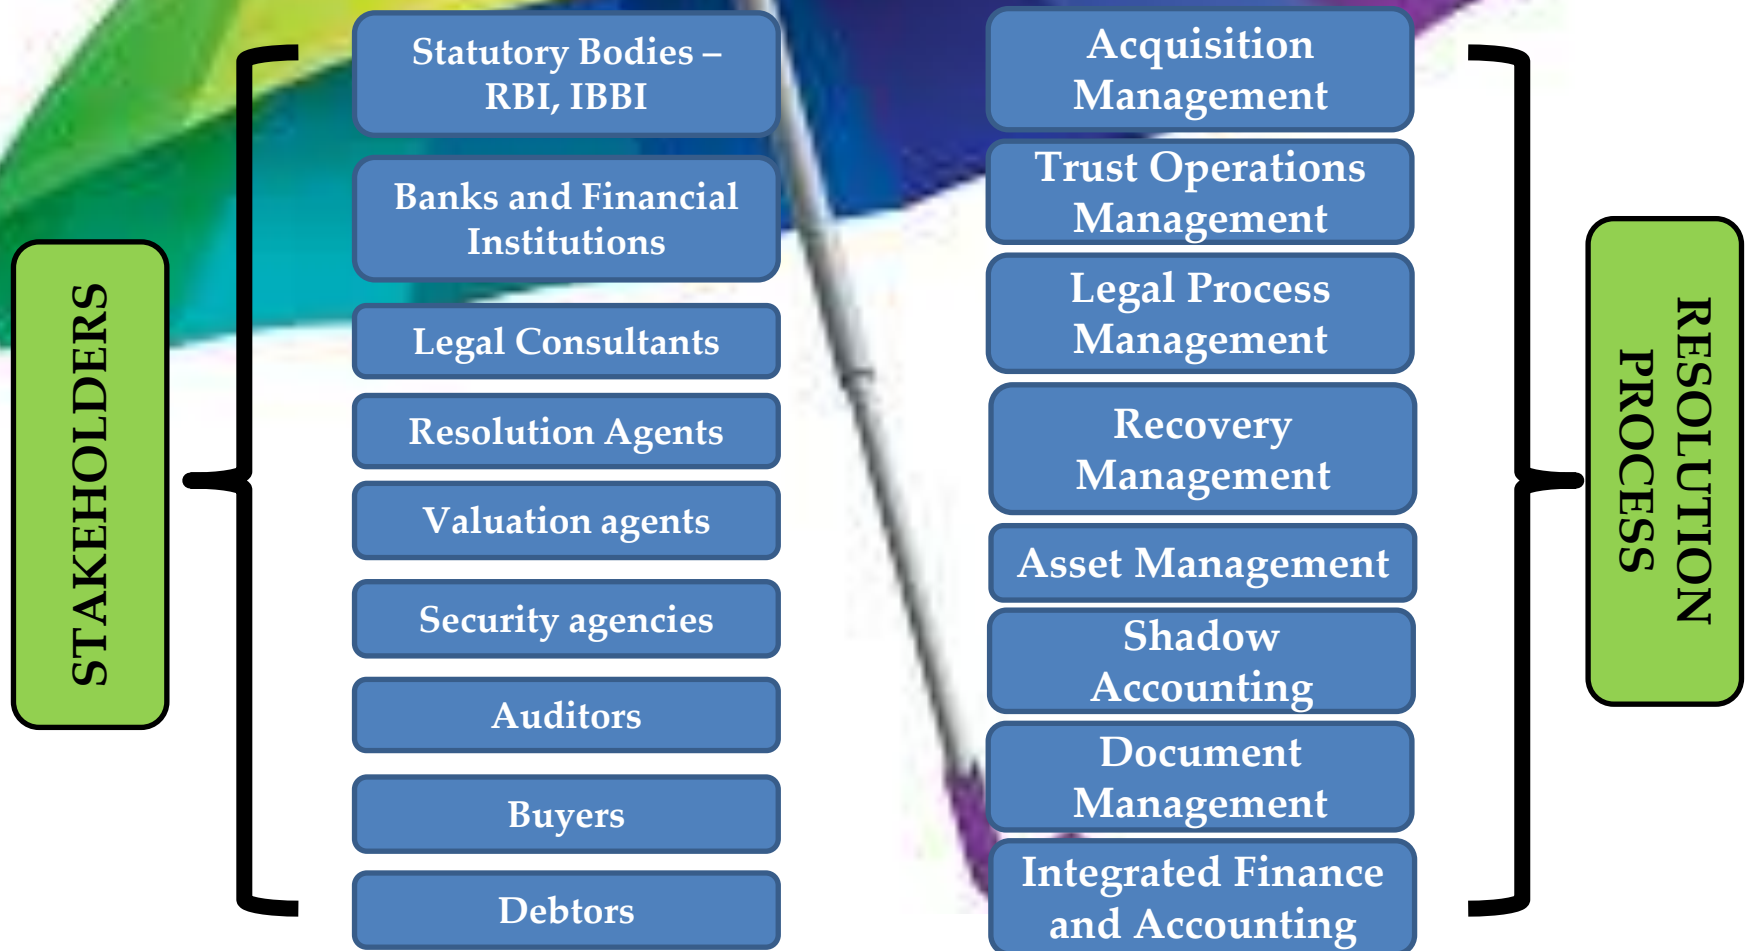 STAKEHOLDERS
Statutory Bodies –
RBI, IBBI
Banks and Financial
Institutions
Legal Consultants
Resolution Agents
Valuation agents
Security agencies
Auditors
Buyers
Debtors
Acquisition
Management
Trust Operations
Management
Legal Process
Management
Recovery
Management
Asset Management
Shadow
Accounting
Document
Management
Integrated Finance
and Accounting
RESOLUTION
PROCESS